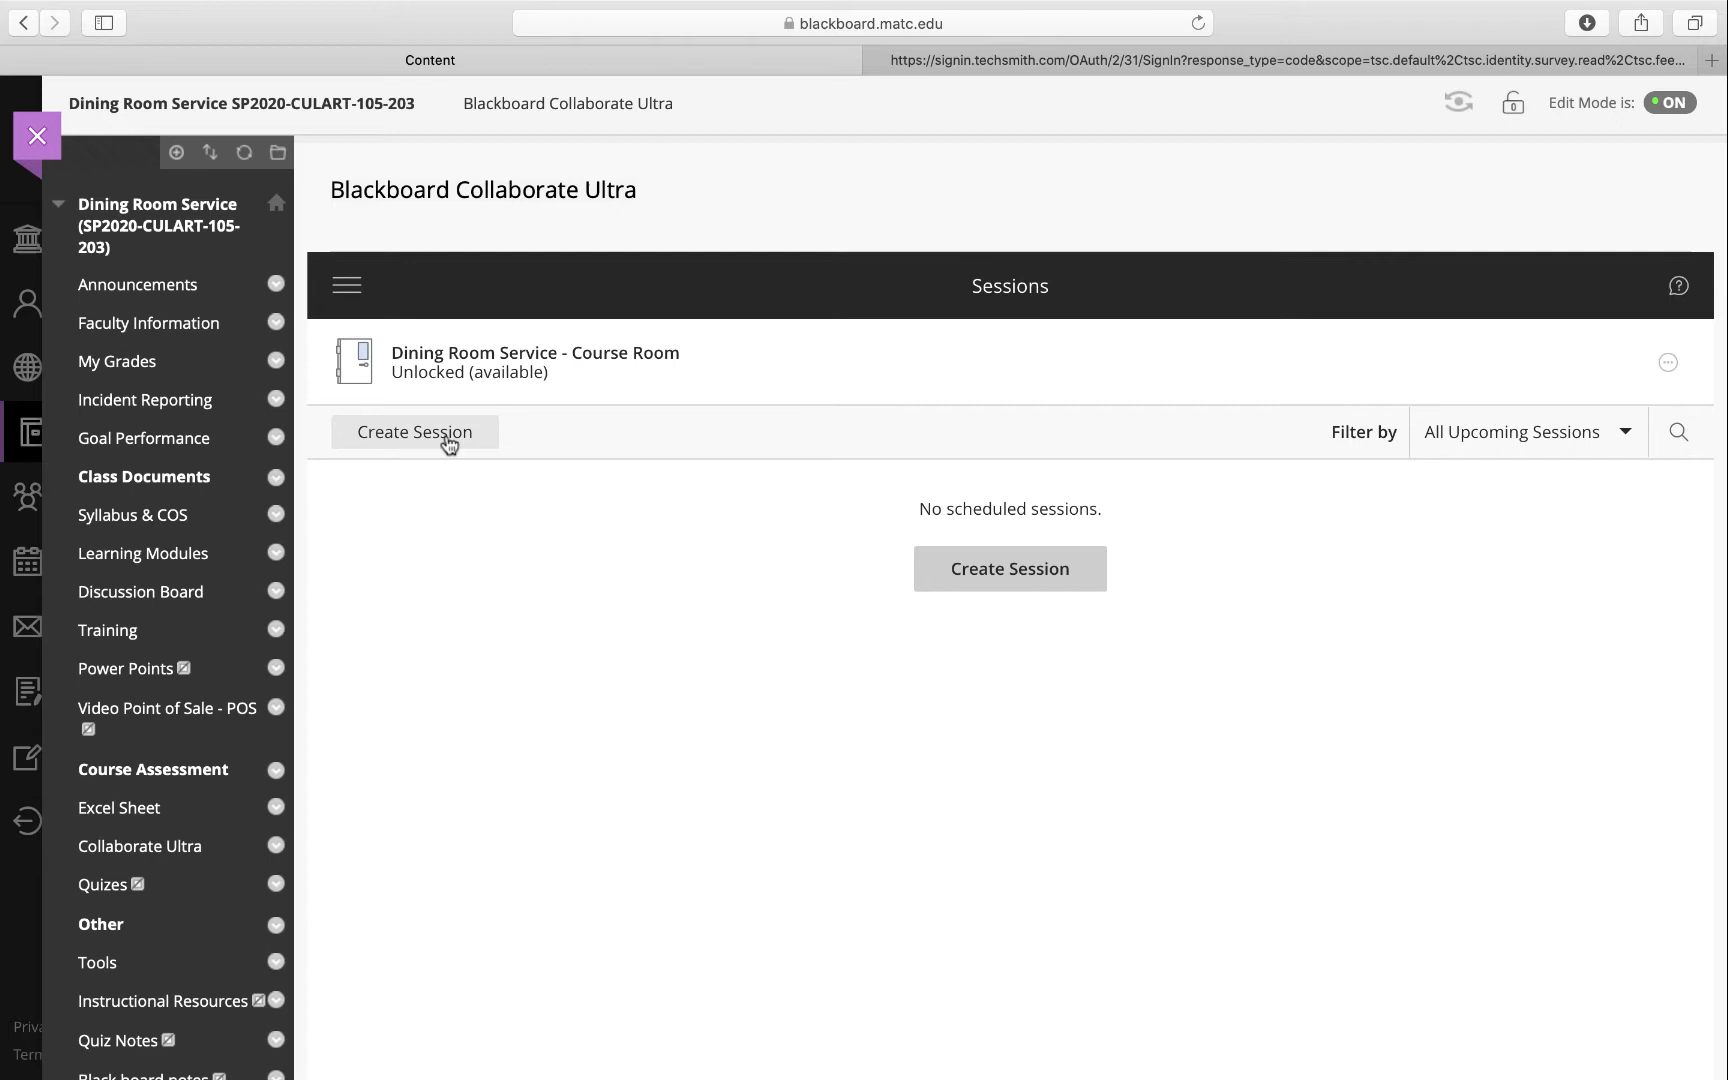 blackboard.matc.edu
Content
https://signin.techsmith.com/OAuth/2/31/SignIn?response_type=code&scope=tsc.default%2Ctsc.identity.survey.read%2Ctsc.fee...
Dining Room Service SP2020-CULART-105-203
Blackboard Collaborate Ultra
Edit Mode is:
ON
Dining Room Service
(SP2020-CULART-105-
203)
Announcements
Faculty Information
My Grades
Incident Reporting
Goal Performance
Class Documents
Syllabus & COS
Learning Modules
Discussion Board
Training
Power Points
Video Point of Sale - POS
Course Assessment
Excel Sheet
Collaborate Ultra
Quizes
Other
Tools
Instructional Resources
Quiz Notes
Black board notes
Priva
Term
Blackboard Collaborate Ultra
Sessions
Dining Room Service - Course Room
Unlocked (available)
Create Session
Filter by
All Upcoming Sessions
No scheduled sessions.
Create Session